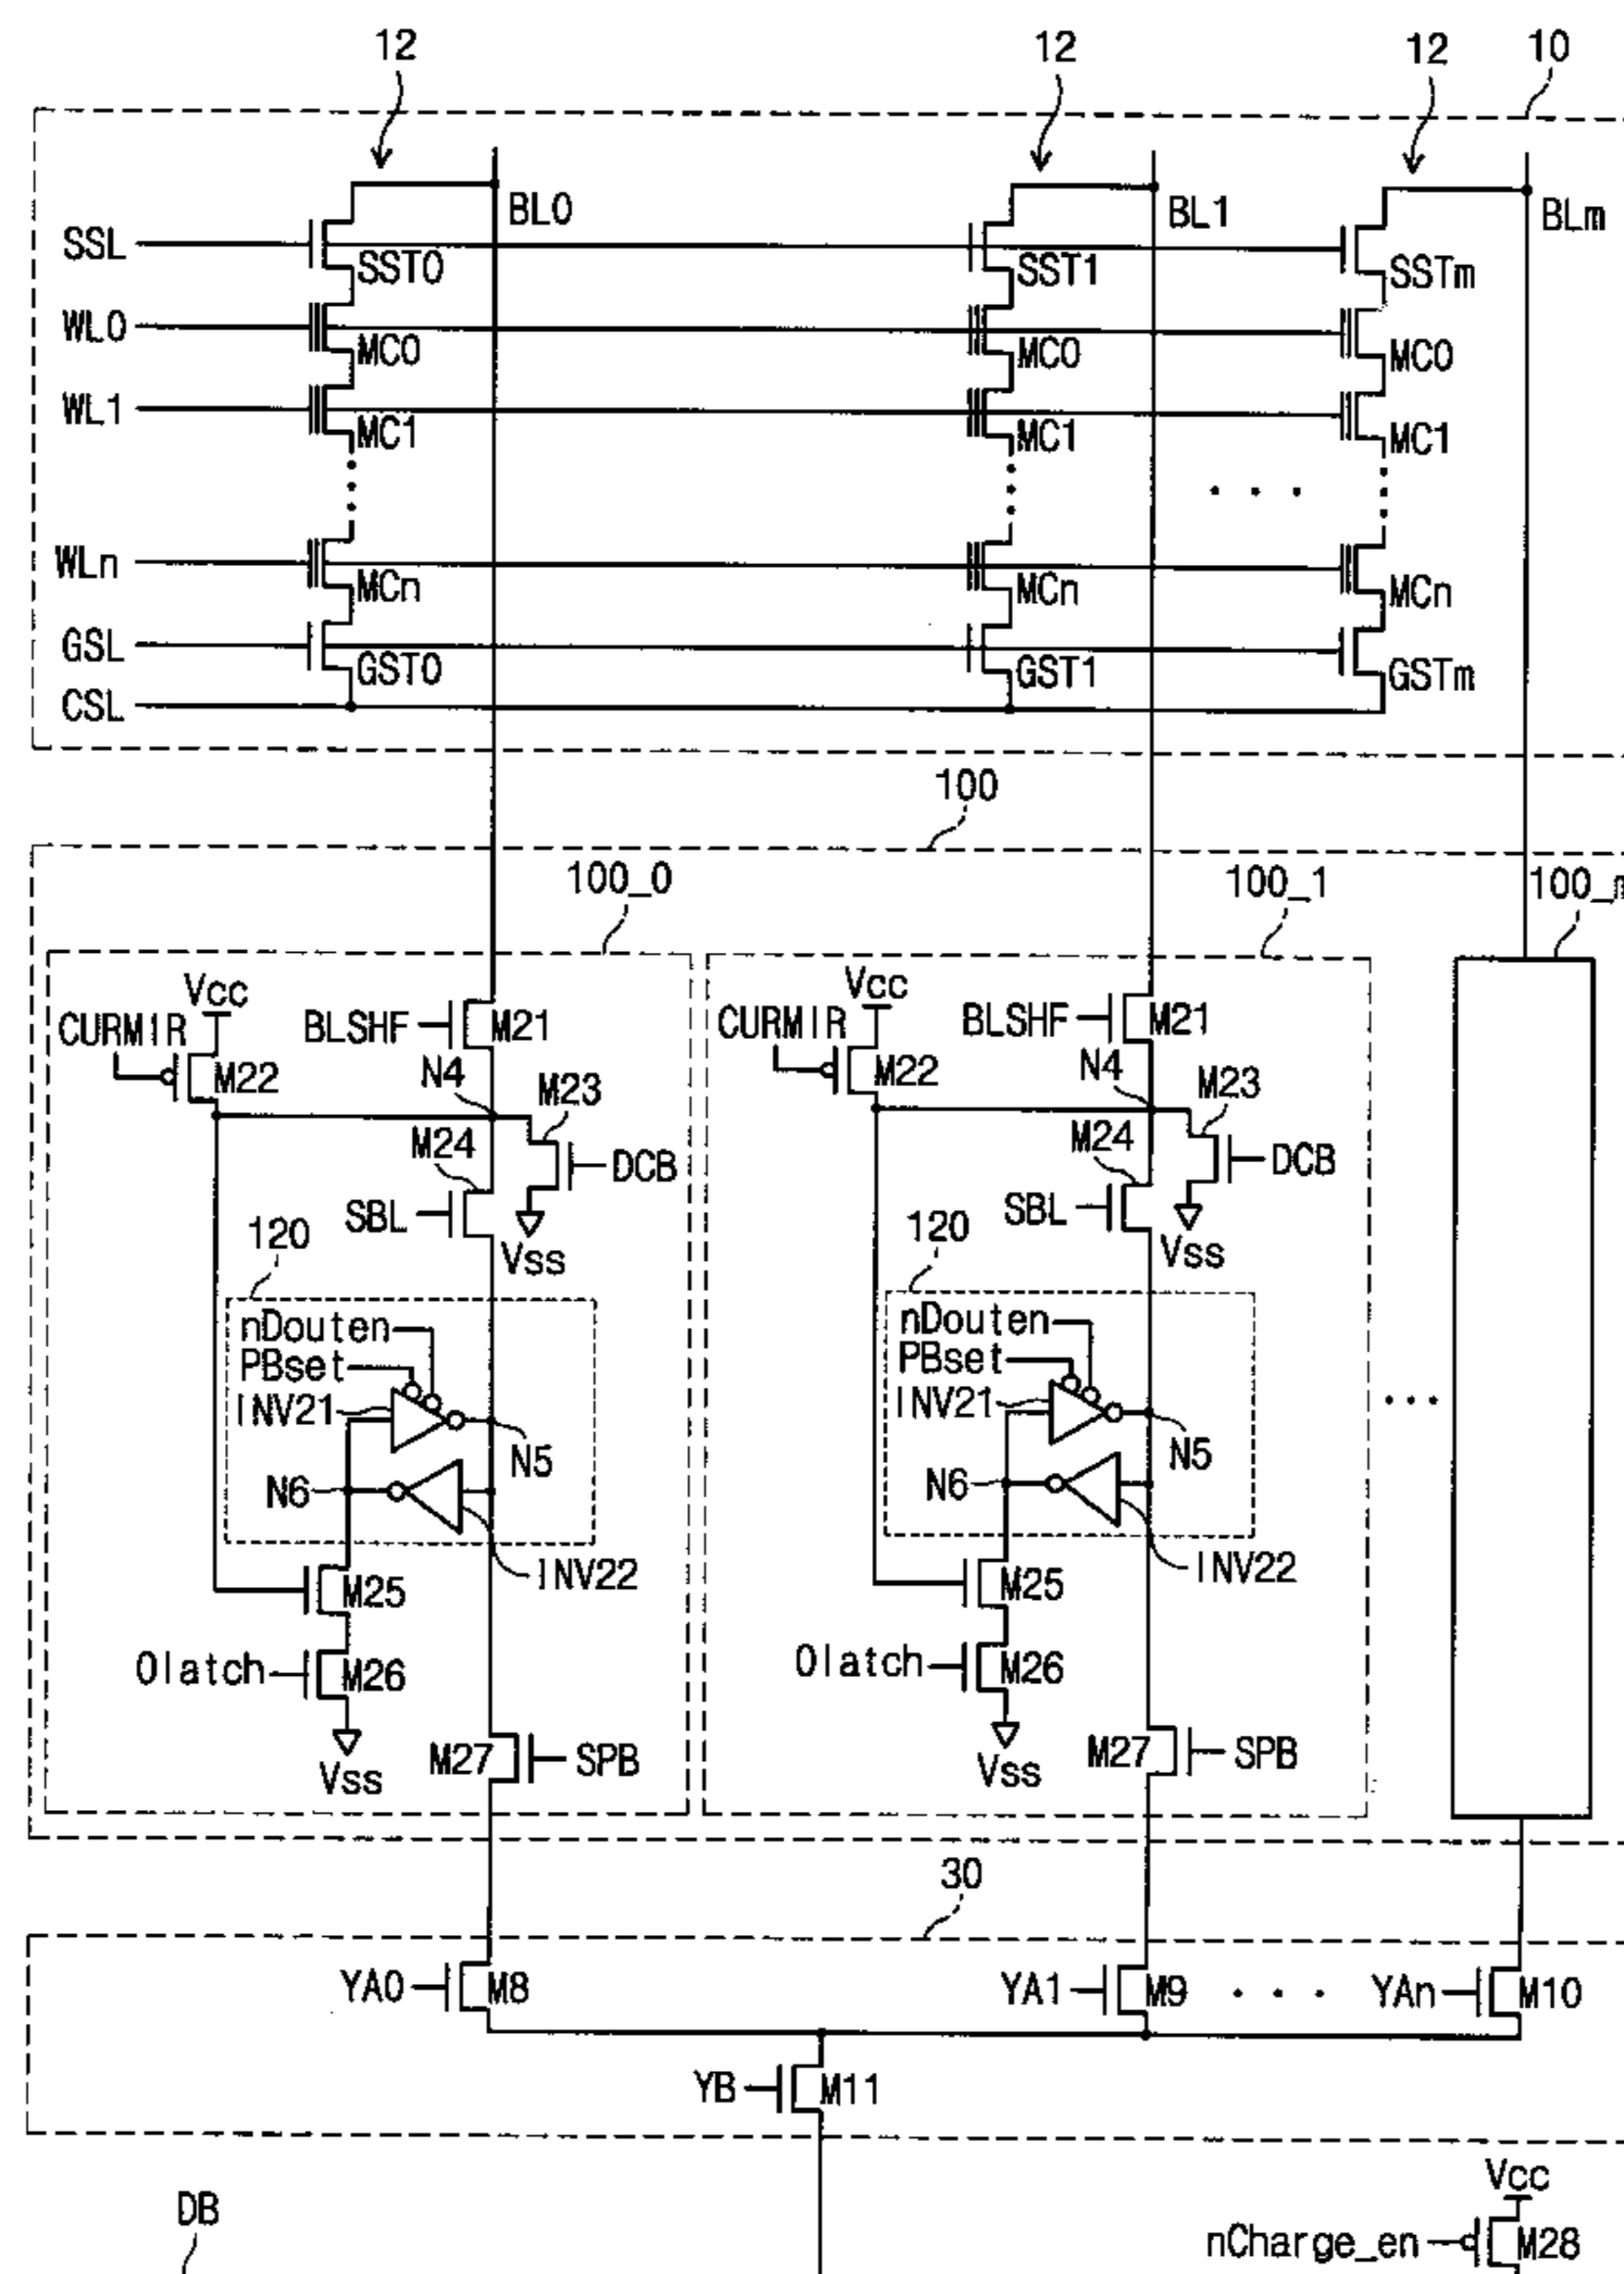 12 12 12 10
BL0 BL1 BLm
SSL SST0 SST1 SSTm
WL0 MC0 MC0 MC0
WL1 MC1 MC1 MC1
WLn MCn MCn MCn
GSL GST0 GST1 GSTm
CSL
100
100_0 100_1
Vcc Vcc
CURMIR BLSHF M21 CURMIR BLSHF M21
M22 N4 M23 M22 N4 M23
M24 DCB M24 DCB
SBL SBL
120 Vss 120 Vss
nDouten nDouten
PBset PBset
INV21 INV21
N5 N5
N6 N6
INV22 INV22
M25 M25
Olatch M26 Olatch M26
M27 SPB M27 SPB
Vss Vss
30
YA0 M8 YA1 M9 YAn M10
YB M11
Vcc
DB
nCharge_en M28